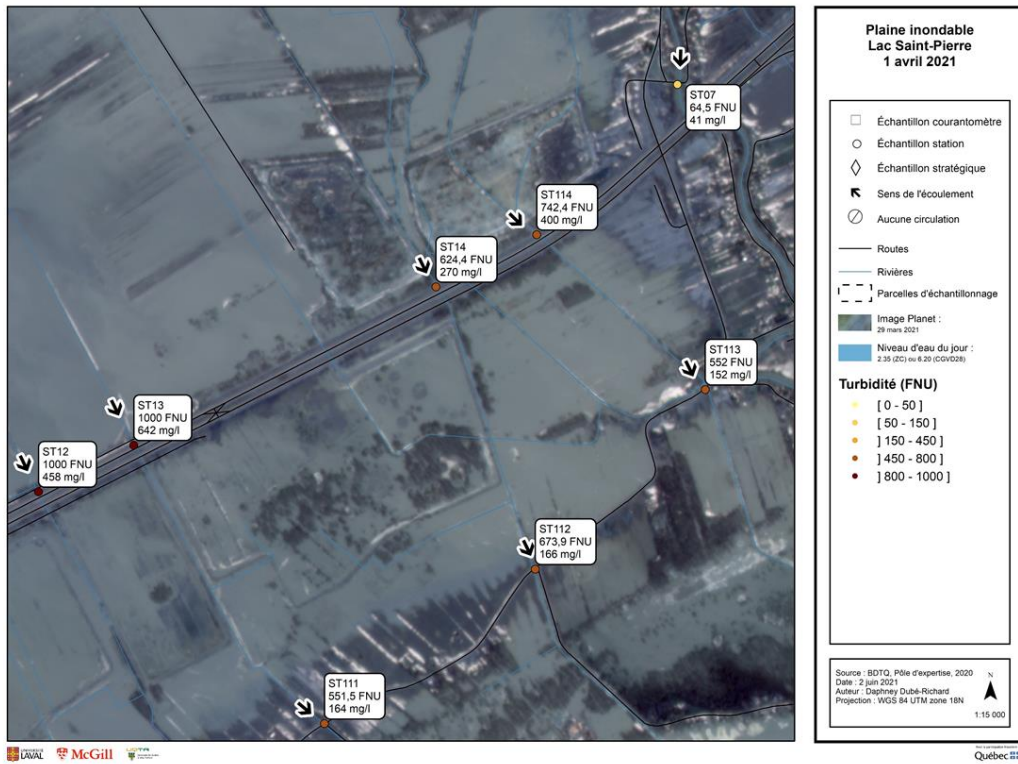 ST07
64,5 FNU
41 mg/l
ST114
742,4 FNU
400 mg/l
ST14
624,4 FNU
270 mg/l
ST113
552 FNU
152 mg/l
ST13
1000 FNU
642 mg/l
ST12
1000 FNU
458 mg/l
ST112
673,9 FNU
166 mg/l
ST111
551,5 FNU
164 mg/l
Plaine inondable
Lac Saint-Pierre
1 avril 2021
Échantillon courantomètre
Échantillon station
Échantillon stratégique
Sens de l'écoulement
Aucune circulation
Routes
Rivières
Parcelles d'échantillonnage
Image Planet :
29 mars 2021
Niveau d'eau du jour :
2.35 (ZC) ou 6.20 (CGVD28)
Turbidité (FNU)
[ 0 - 50 ]
[ 50 - 150 ]
] 150 - 450 ]
] 450 - 800 ]
] 800 - 1000 ]
Source : BDTQ, Pôle d'expertise, 2020
Date : 2 juin 2021
Auteur : Daphney Dubé-Richard
Projection : WGS 84 UTM zone 18N
N
1:15 000
UNIVERSITÉ
LAVAL
McGill
UQTR
Québec